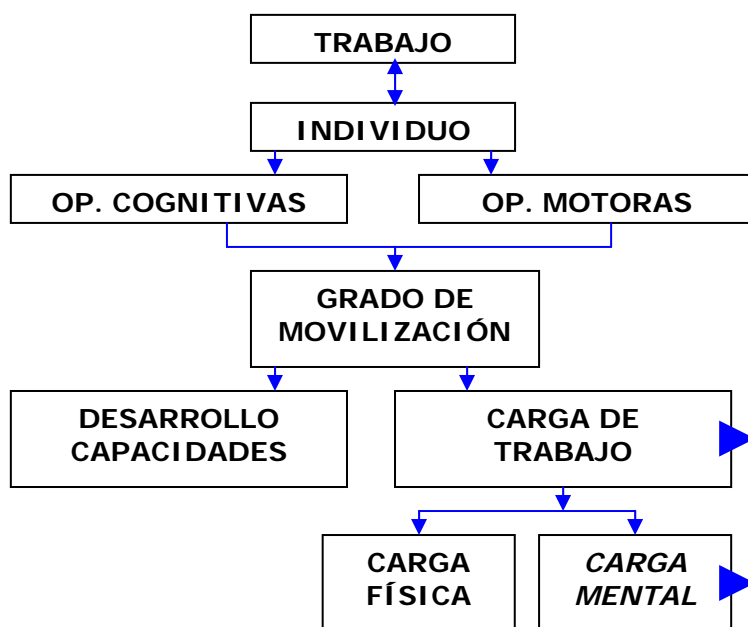 TRABAJO
INDIVIDUO
OP. COGNITIVAS
OP. MOTORAS
GRADO DE
MOVILIZACIÓN
DESARROLLO
CAPACIDADES
CARGA DE
TRABAJO
CARGA
FÍSICA
CARGA
MENTAL